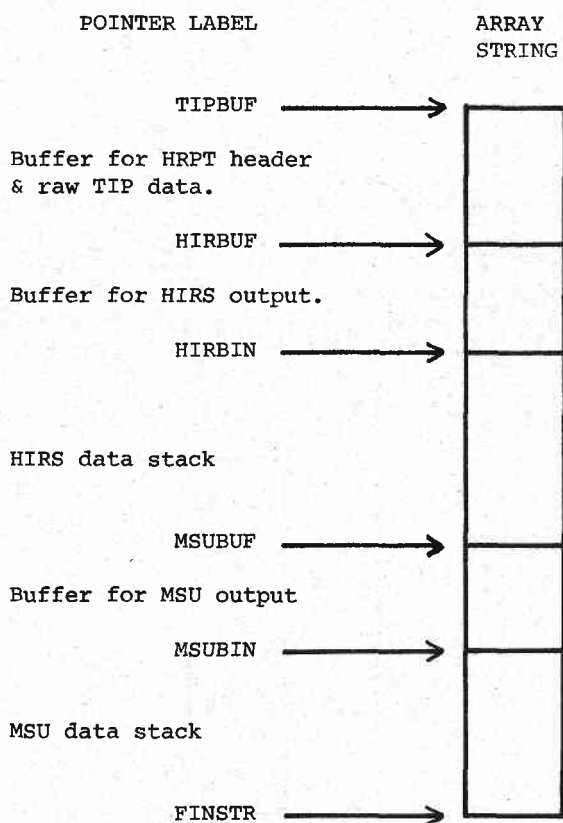 POINTER LABEL ARRAY
STRING
TIPBUF
Buffer for HRPT header
& raw TIP data.
HIRBUF
Buffer for HIRS output.
HIRBIN
HIRS data stack
MSUBUF
Buffer for MSU output
MSUBIN
MSU data stack
FINSTR